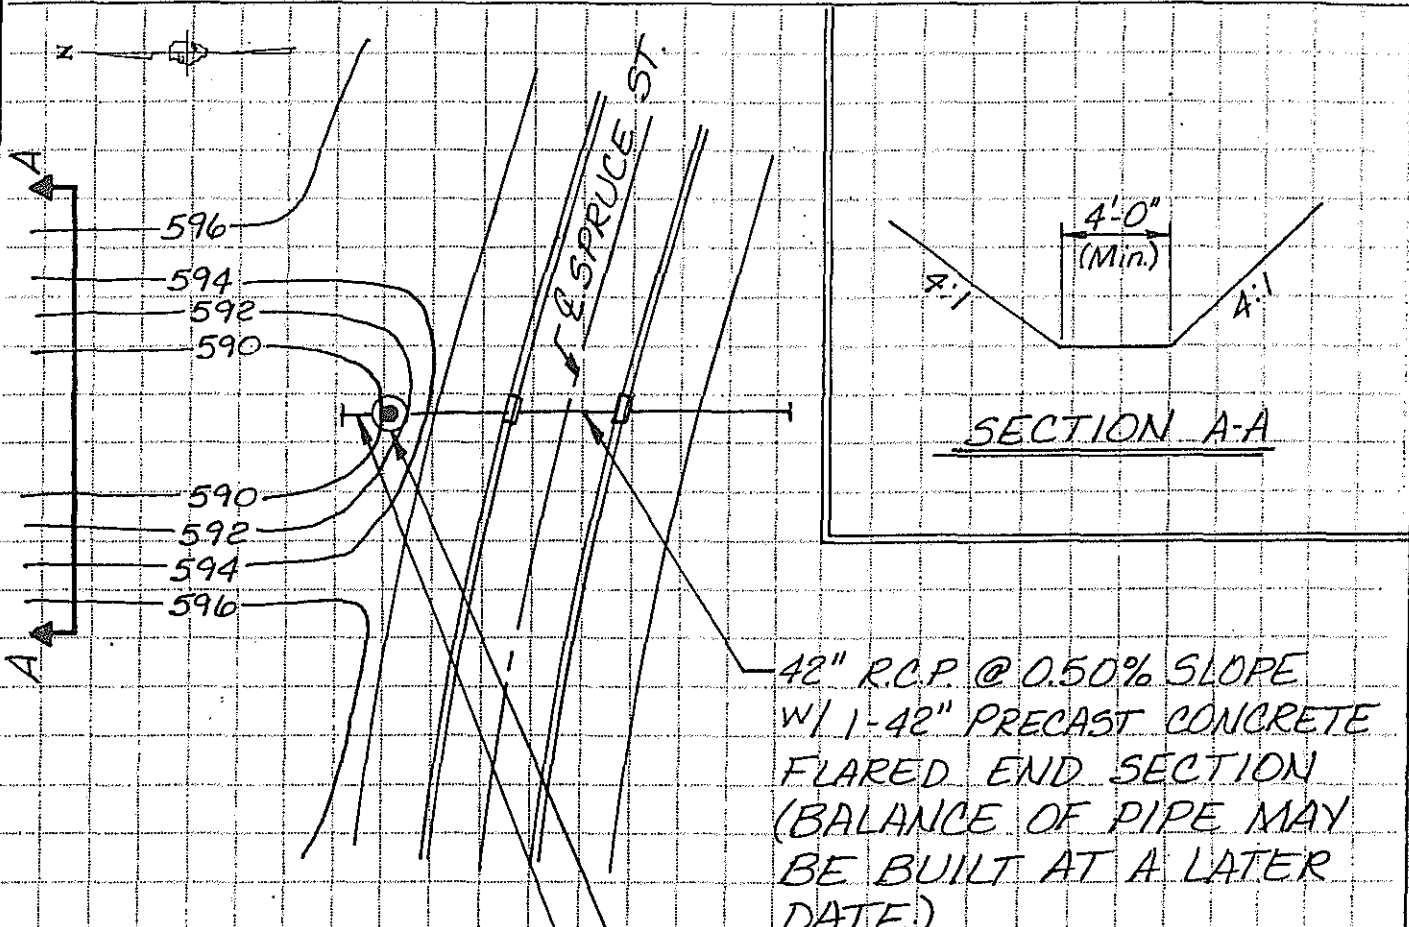 N
A
596
594
592
590
590
592
594
596
A
℄ SPRUCE ST.
4'-0"
(Min.)
4:1
4:1
SECTION A-A
42" R.C.P. @ 0.50% SLOPE
W/ 1-42" PRECAST CONCRETE
FLARED END SECTION
(BALANCE OF PIPE MAY
BE BUILT AT A LATER
DATE.)